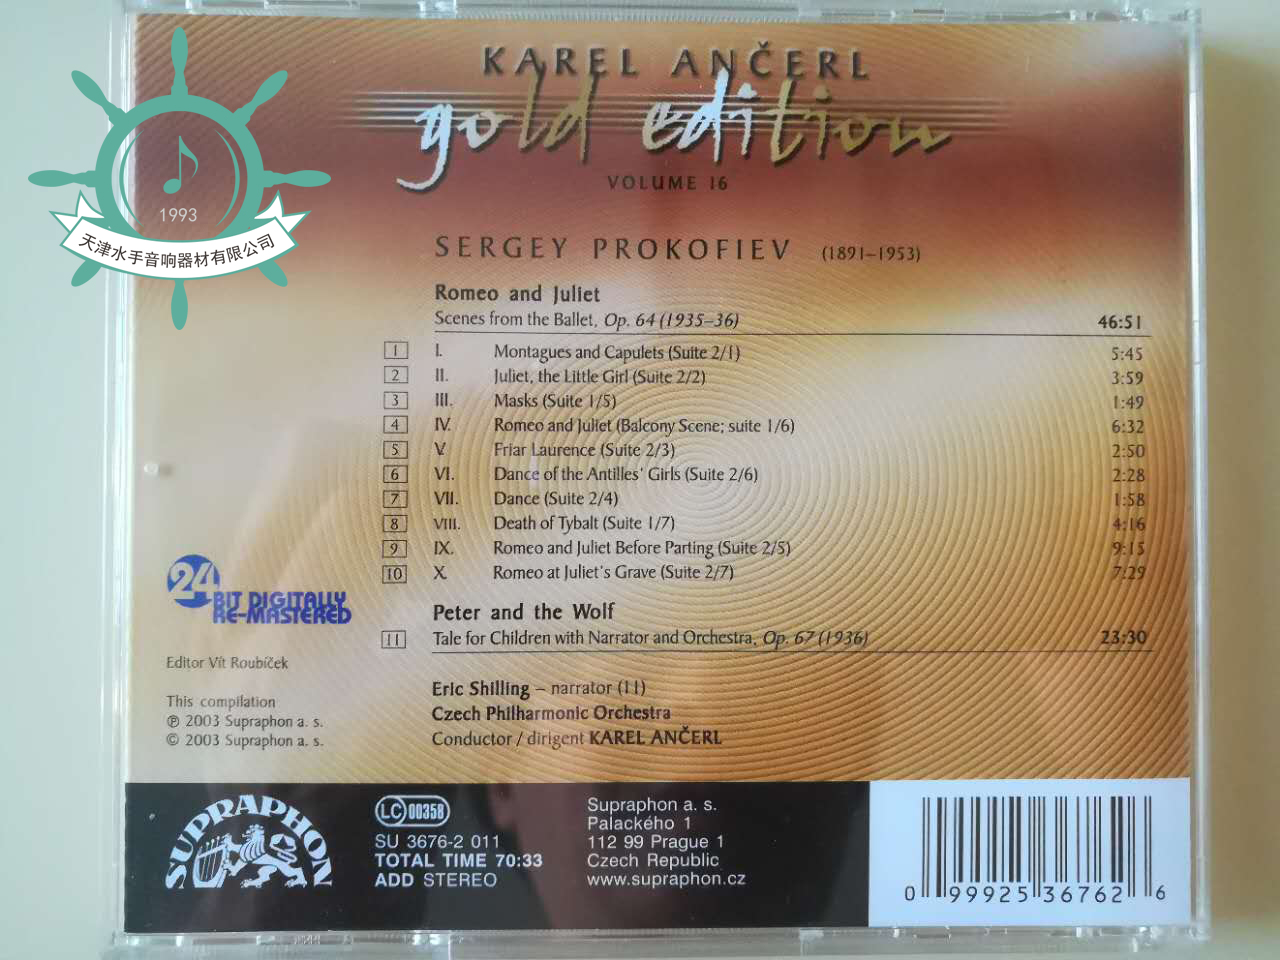 KAREL ANČERL
gold edition
VOLUME 16
1993
天津水手音响器材有限公司
SERGEY PROKOFIEV (1891–1953)
Romeo and Juliet
Scenes from the Ballet, Op. 64 (1935–36) 46:51
1 I. Montagues and Capulets (Suite 2/1) 5:45
2 II. Juliet, the Little Girl (Suite 2/2) 3:59
3 III. Masks (Suite 1/5) 1:49
4 IV. Romeo and Juliet (Balcony Scene; suite 1/6) 6:32
5 V. Friar Laurence (Suite 2/3) 2:50
6 VI. Dance of the Antilles' Girls (Suite 2/6) 2:28
7 VII. Dance (Suite 2/4) 1:58
8 VIII. Death of Tybalt (Suite 1/7) 4:16
9 IX. Romeo and Juliet Before Parting (Suite 2/5) 9:15
10 X. Romeo at Juliet's Grave (Suite 2/7) 7:29
Peter and the Wolf
11 Tale for Children with Narrator and Orchestra, Op. 67 (1936) 23:30
24
BIT DIGITALLY
RE-MASTERED
Editor Vít Roubíček
This compilation
℗ 2003 Supraphon a. s.
© 2003 Supraphon a. s.
Eric Shilling – narrator (11)
Czech Philharmonic Orchestra
Conductor / dirigent KAREL ANČERL
SUPRAPHON
LC 00358
SU 3676-2 011
TOTAL TIME 70:33
ADD STEREO
Supraphon a. s.
Palackého 1
112 99 Prague 1
Czech Republic
www.supraphon.cz
0 99925 36762 6